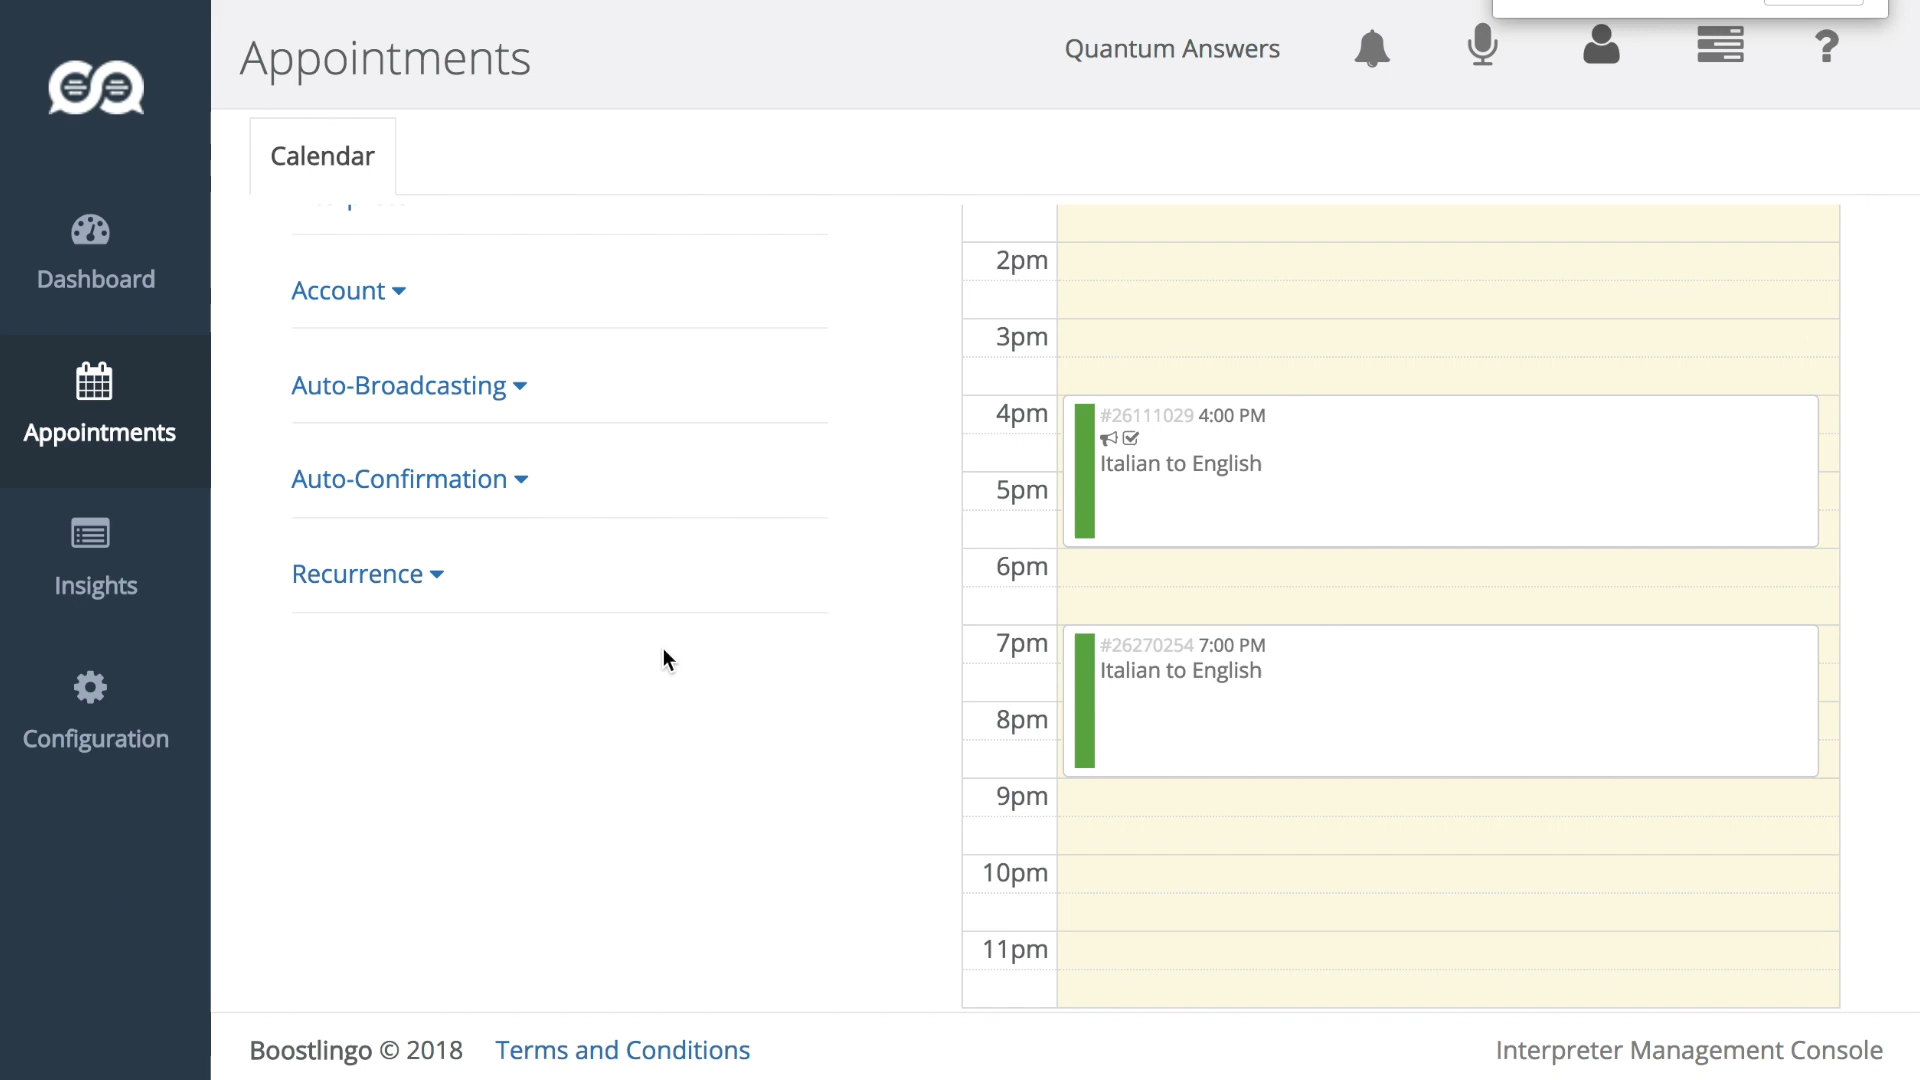 Appointments
Quantum Answers
?
Calendar
Dashboard
Appointments
Insights
Configuration
Account
Auto-Broadcasting
Auto-Confirmation
Recurrence
2pm
3pm
4pm
5pm
6pm
7pm
8pm
9pm
10pm
11pm
#26111029 4:00 PM
Italian to English
#26270254 7:00 PM
Italian to English
Boostlingo © 2018
Terms and Conditions
Interpreter Management Console